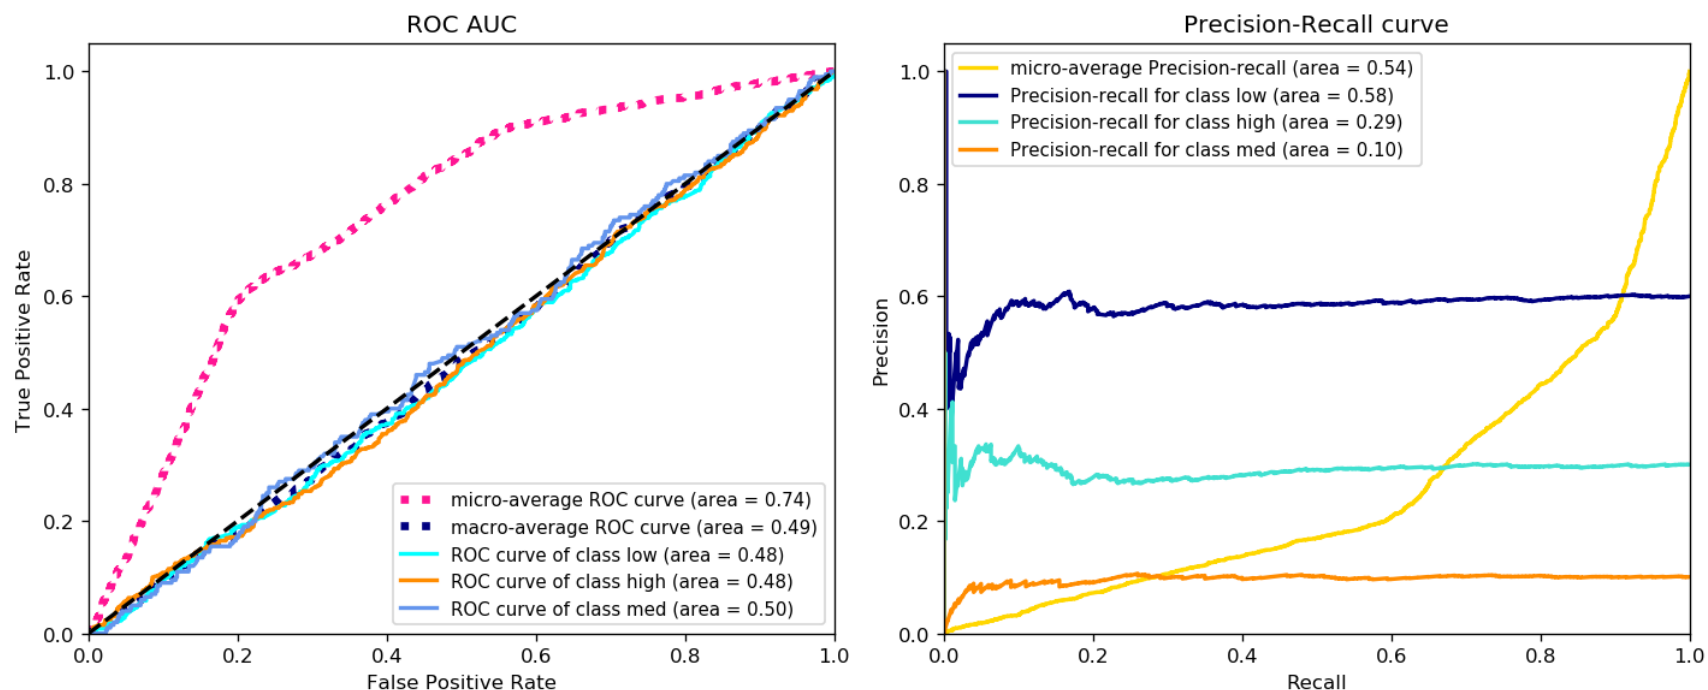 ROC AUC
1.0
0.8
0.6
0.4
0.2
0.0
True Positive Rate
micro-average ROC curve (area = 0.74)
macro-average ROC curve (area = 0.49)
ROC curve of class low (area = 0.48)
ROC curve of class high (area = 0.48)
ROC curve of class med (area = 0.50)
0.0 0.2 0.4 0.6 0.8 1.0
False Positive Rate
Precision-Recall curve
1.0
0.8
0.6
0.4
0.2
0.0
Precision
micro-average Precision-recall (area = 0.54)
Precision-recall for class low (area = 0.58)
Precision-recall for class high (area = 0.29)
Precision-recall for class med (area = 0.10)
0.0 0.2 0.4 0.6 0.8 1.0
Recall